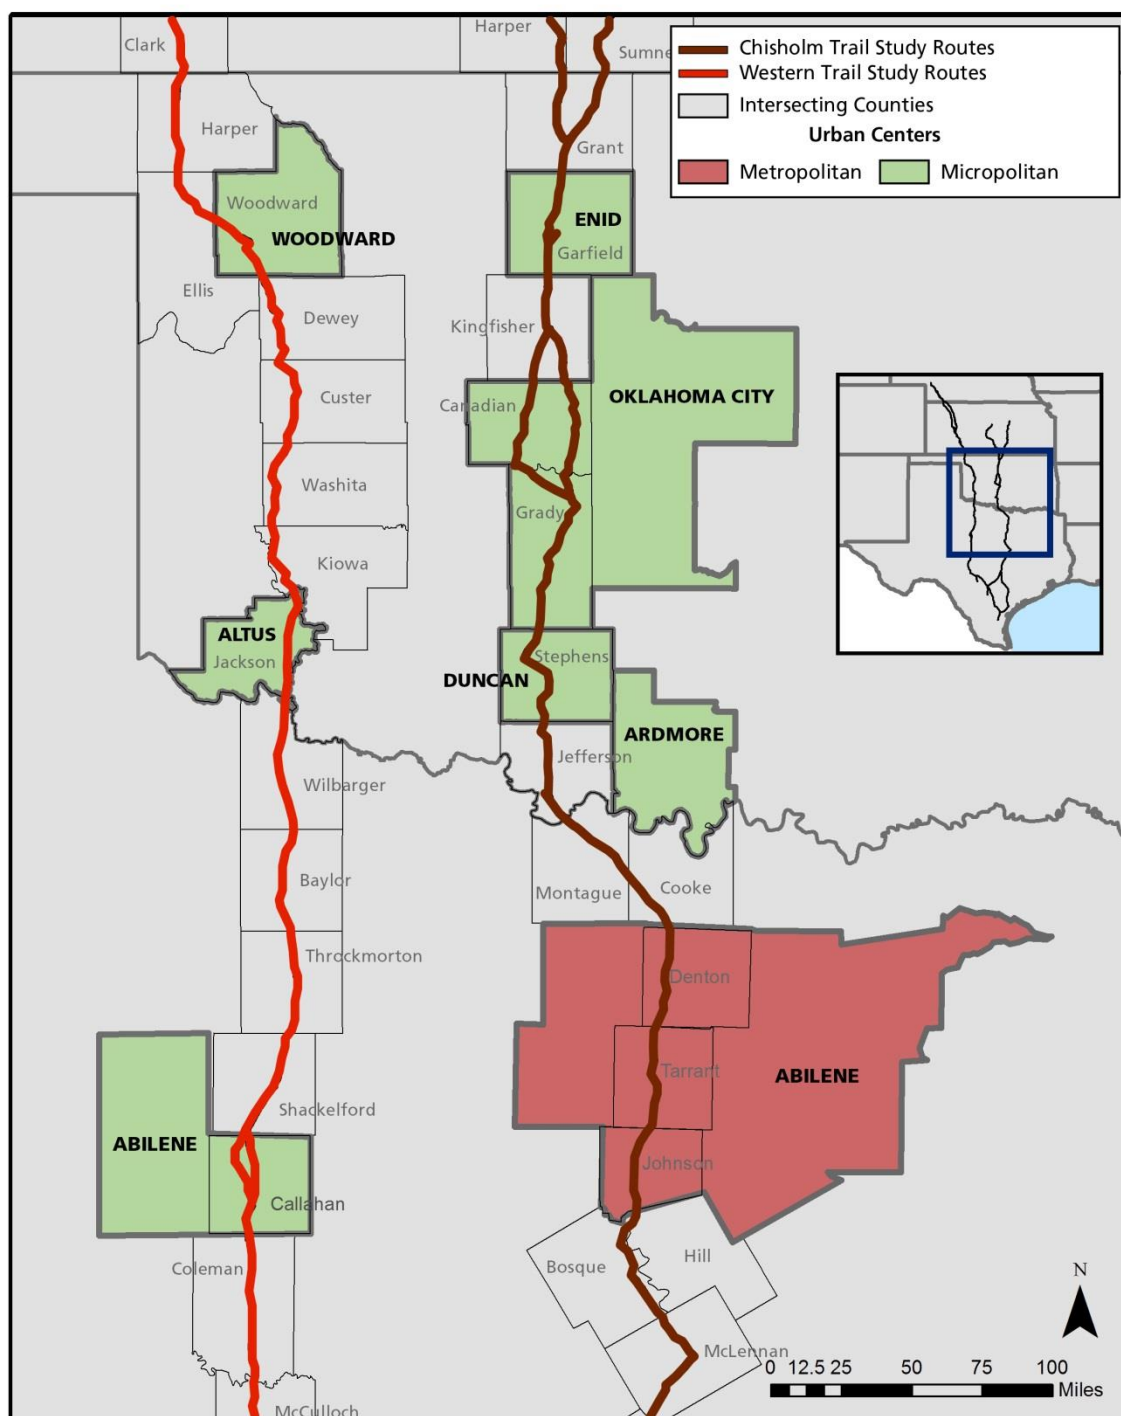 Clark
Harper
Sumne
Chisholm Trail Study Routes
Western Trail Study Routes
Intersecting Counties
Urban Centers
Metropolitan
Micropolitan
Harper
Grant
Woodward
WOODWARD
ENID
Garfield
Ellis
Dewey
Kingfisher
Custer
Canadian
OKLAHOMA CITY
Washita
Grady
Kiowa
ALTUS
Jackson
Stephens
DUNCAN
ARDMORE
Jefferson
Wilbarger
Baylor
Montague
Cooke
Throckmorton
Denton
Tarrant
ABILENE
Shackelford
ABILENE
Johnson
Callahan
Coleman
Bosque
Hill
N
McLennan
0 12.5 25 50 75 100
Miles
McCulloch